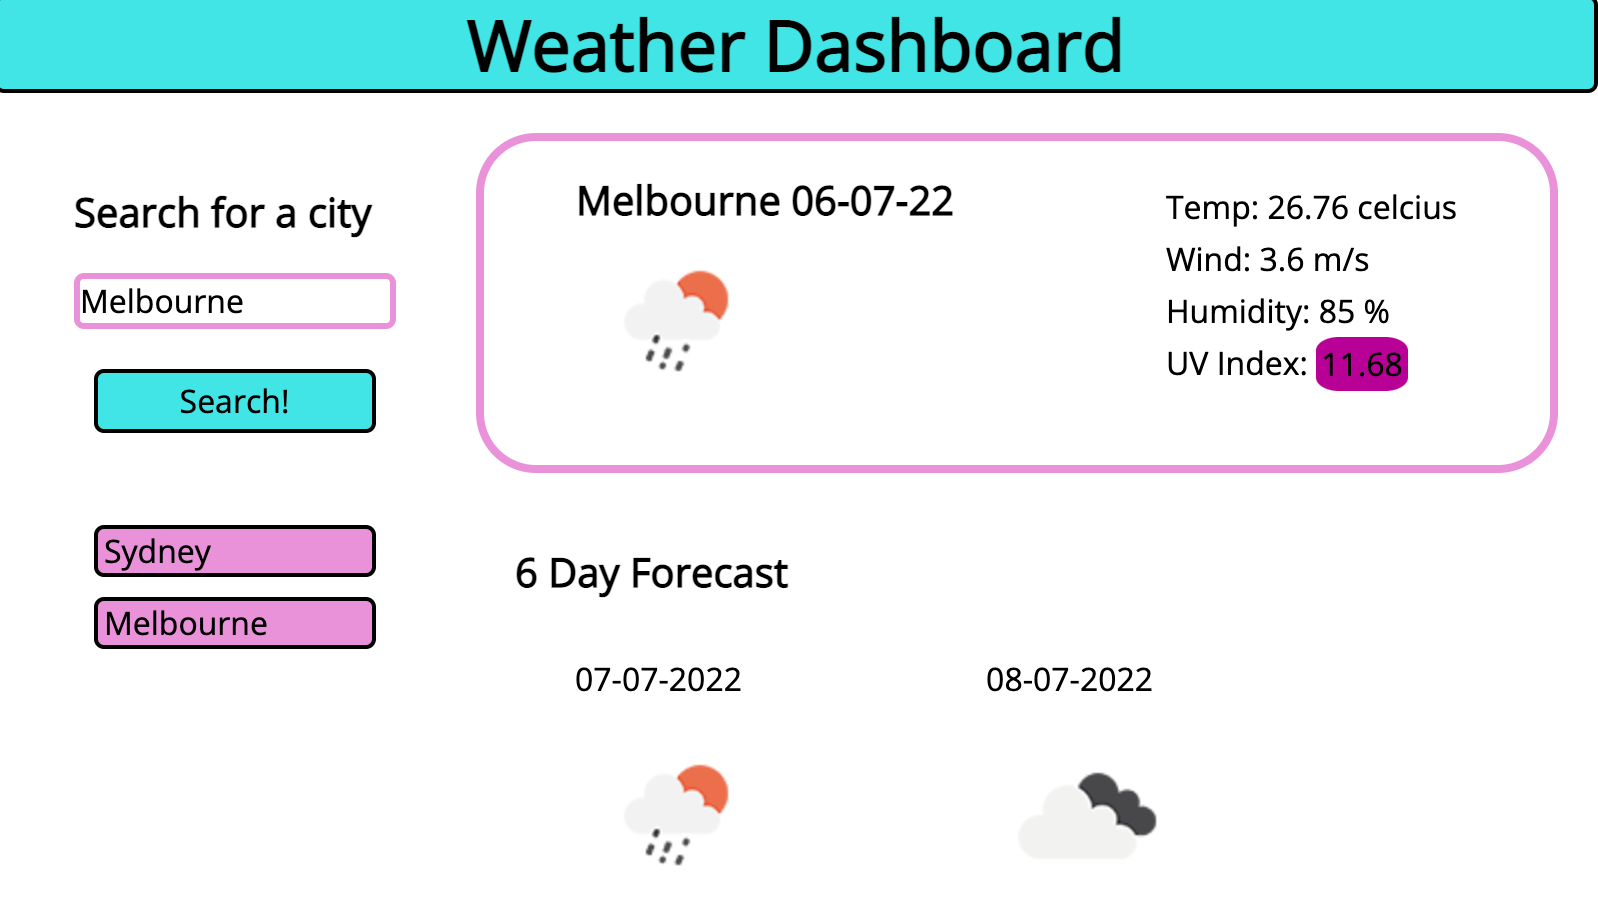 Weather Dashboard
Search for a city
Melbourne
Search!
Sydney
Melbourne
Melbourne 06-07-22
Temp: 26.76 celcius
Wind: 3.6 m/s
Humidity: 85 %
UV Index: 11.68
6 Day Forecast
07-07-2022
08-07-2022